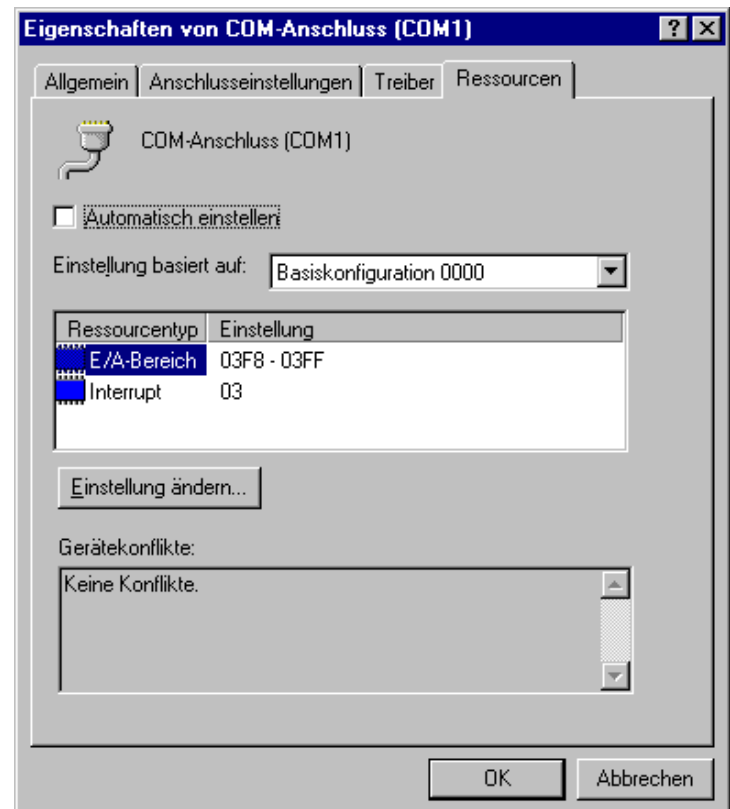 Eigenschaften von COM-Anschluss (COM1)
Allgemein Anschlusseinstellungen Treiber Ressourcen
COM-Anschluss (COM1)
Automatisch einstellen
Einstellung basiert auf: Basiskonfiguration 0000
Ressourcentyp Einstellung
E/A-Bereich 03F8 - 03FF
Interrupt 03
Einstellung ändern...
Gerätekonflikte:
Keine Konflikte.
OK Abbrechen